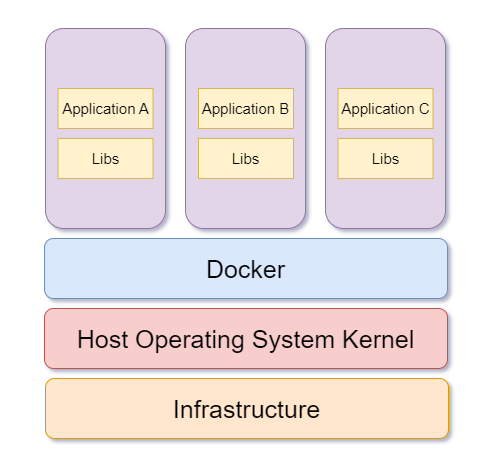 Application A
Application B
Application C
Libs
Libs
Libs
Docker
Host Operating System Kernel
Infrastructure